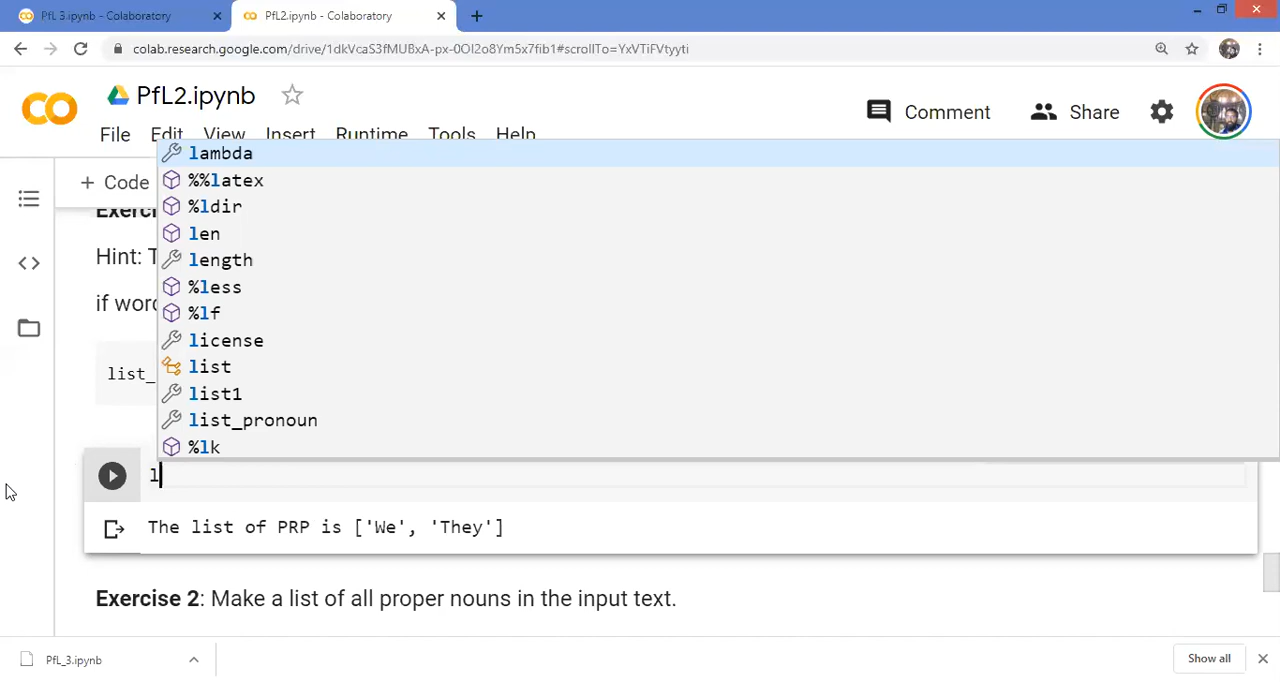 PfL 3.ipynb - Colaboratory
PfL2.ipynb - Colaboratory
colab.research.google.com/drive/1dkVcaS3fMUBxA-px-0Ol2o8Ym5x7fib1#scrollTo=YxVTiFVtyyti
PfL2.ipynb
Comment
Share
File Edit View Insert Runtime Tools Help
+ Code
Exerci
Hint: T
if word
list_
lambda
%%latex
%ldir
len
length
%less
%lf
license
list
list1
list_pronoun
%lk
l
The list of PRP is ['We', 'They']
Exercise 2: Make a list of all proper nouns in the input text.
PfL_3.ipynb
Show all